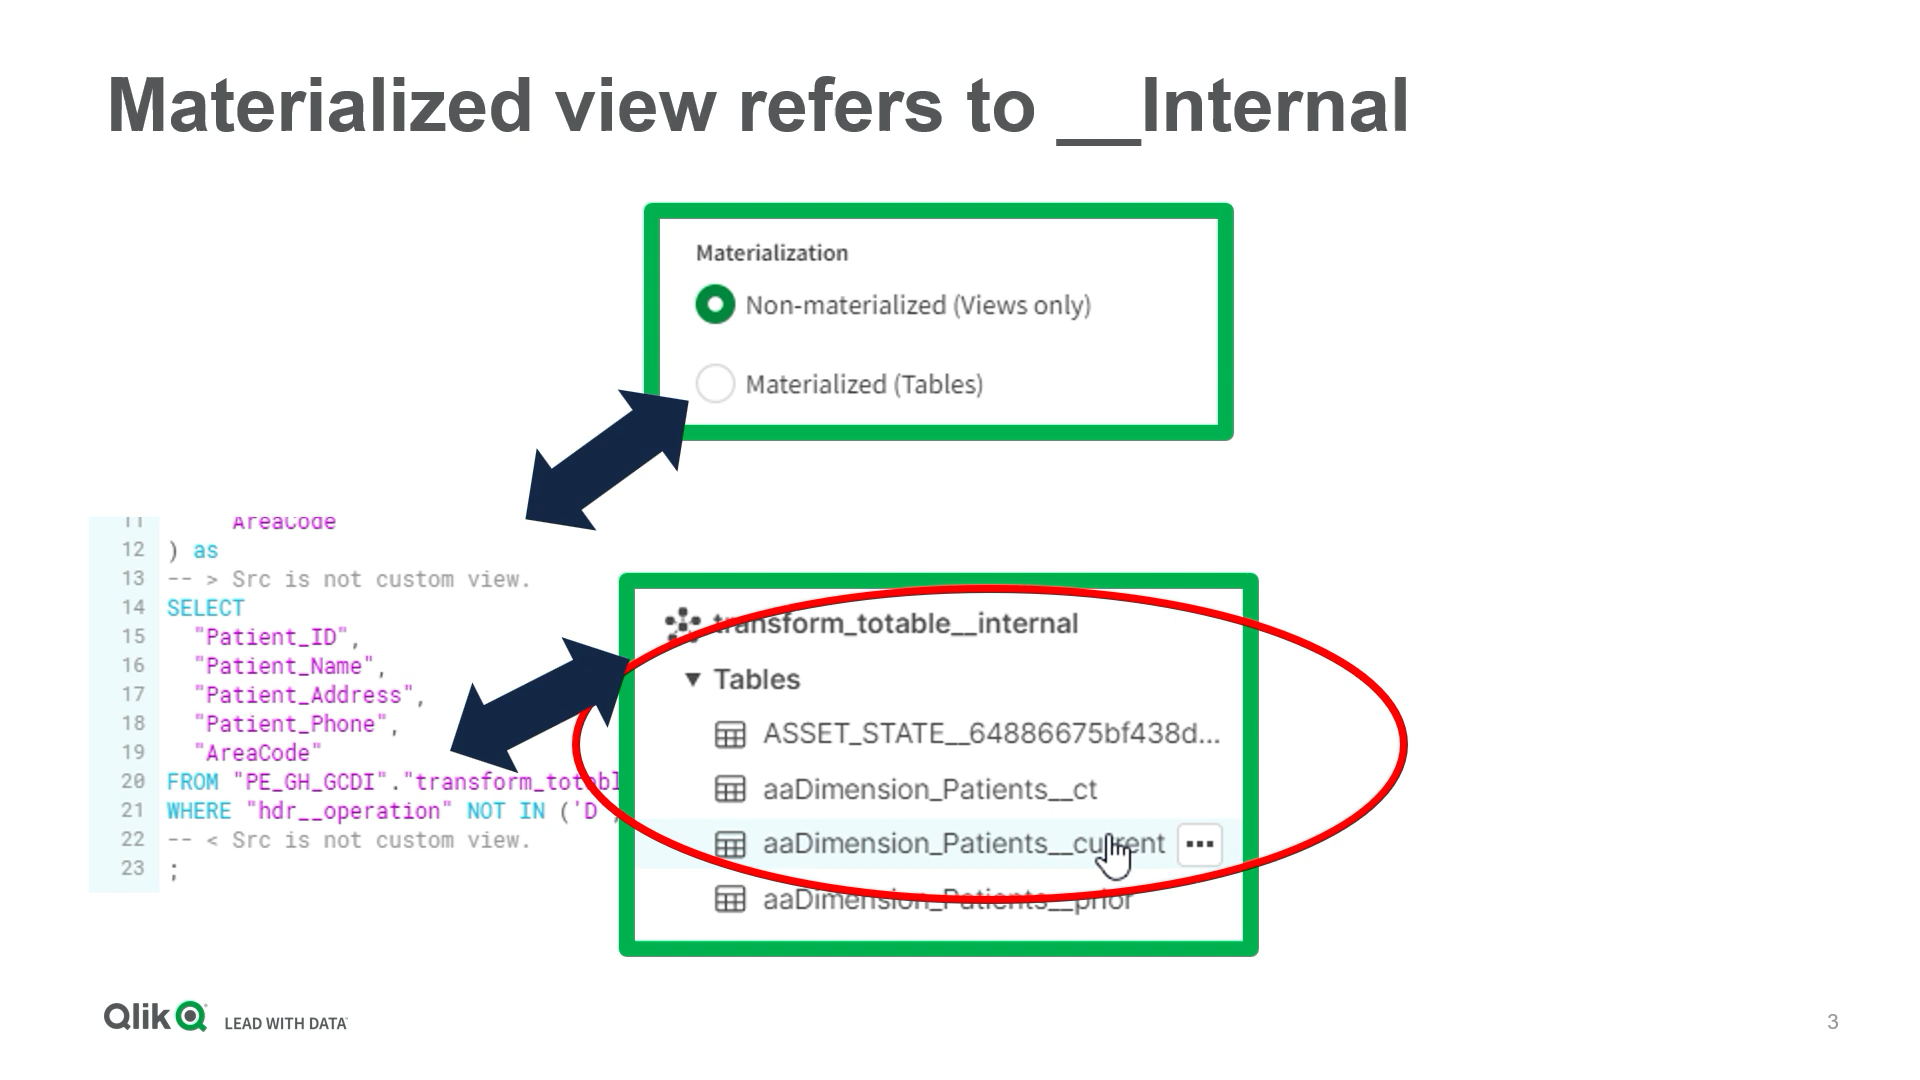 Materialized view refers to __Internal
Materialization
Non-materialized (Views only)
Materialized (Tables)
11 AreaCode
12 ) as
13 -- > Src is not custom view.
14 SELECT
15 "Patient_ID",
16 "Patient_Name",
17 "Patient_Address",
18 "Patient_Phone",
19 "AreaCode"
20 FROM "PE_GH_GCDI"."transform_totabl
21 WHERE "hdr__operation" NOT IN ('D'
22 -- < Src is not custom view.
23 ;
transform_totable__internal
Tables
ASSET_STATE__64886675bf438d...
aaDimension_Patients__ct
aaDimension_Patients__current
aaDimension_Patients__prior
Qlik LEAD WITH DATA
3